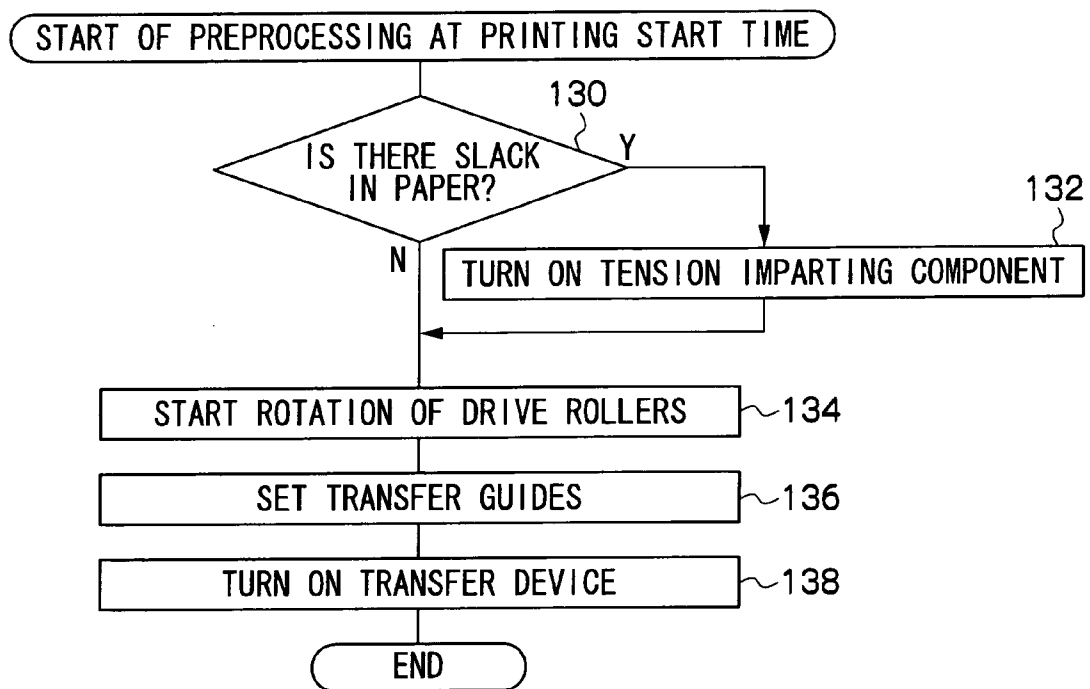 START OF PREPROCESSING AT PRINTING START TIME
130
IS THERE SLACK
IN PAPER?
Y
N
132
TURN ON TENSION IMPARTING COMPONENT
START ROTATION OF DRIVE ROLLERS
134
SET TRANSFER GUIDES
136
TURN ON TRANSFER DEVICE
138
END